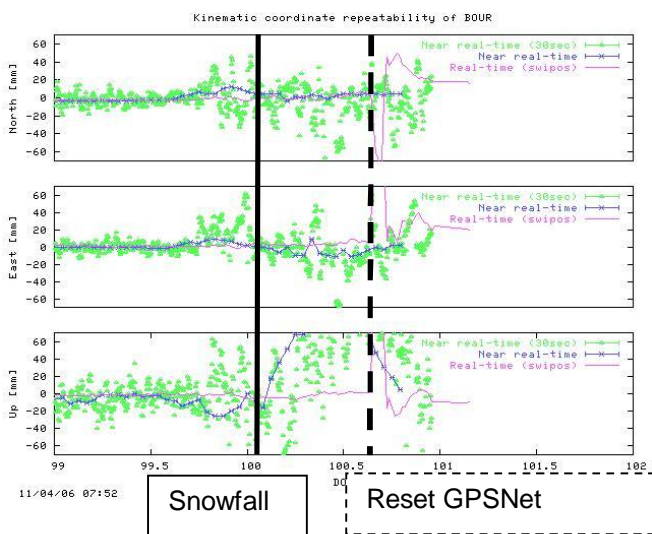 Kinematic coordinate repeatability of BOUR
60
40
20
0
-20
-40
-60
North [mm]
Near real-time (30sec)
Near real-time
Real-time (swipos)
60
40
20
0
-20
-40
-60
East [mm]
Near real-time (30sec)
Near real-time
Real-time (swipos)
60
40
20
0
-20
-40
-60
Up [mm]
Near real-time (30sec)
Near real-time
Real-time (swipos)
99 99.5 100 100.5 101 101.5 102
11/04/06 07:52
Snowfall
Reset GPSNet